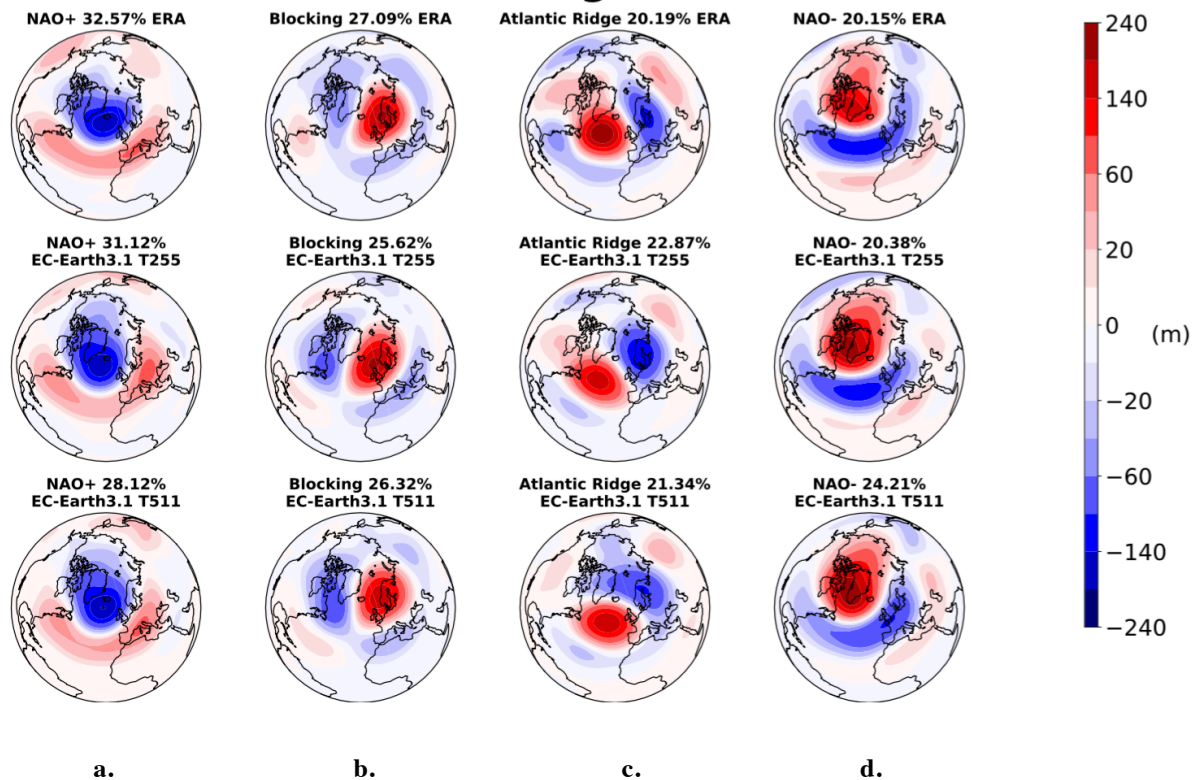 NAO+ 32.57% ERA
Blocking 27.09% ERA
Atlantic Ridge 20.19% ERA
NAO- 20.15% ERA
NAO+ 31.12%
EC-Earth3.1 T255
Blocking 25.62%
EC-Earth3.1 T255
Atlantic Ridge 22.87%
EC-Earth3.1 T255
NAO- 20.38%
EC-Earth3.1 T255
NAO+ 28.12%
EC-Earth3.1 T511
Blocking 26.32%
EC-Earth3.1 T511
Atlantic Ridge 21.34%
EC-Earth3.1 T511
NAO- 24.21%
EC-Earth3.1 T511
240
140
60
20
0
−20
−60
−140
−240
(m)
a.
b.
c.
d.